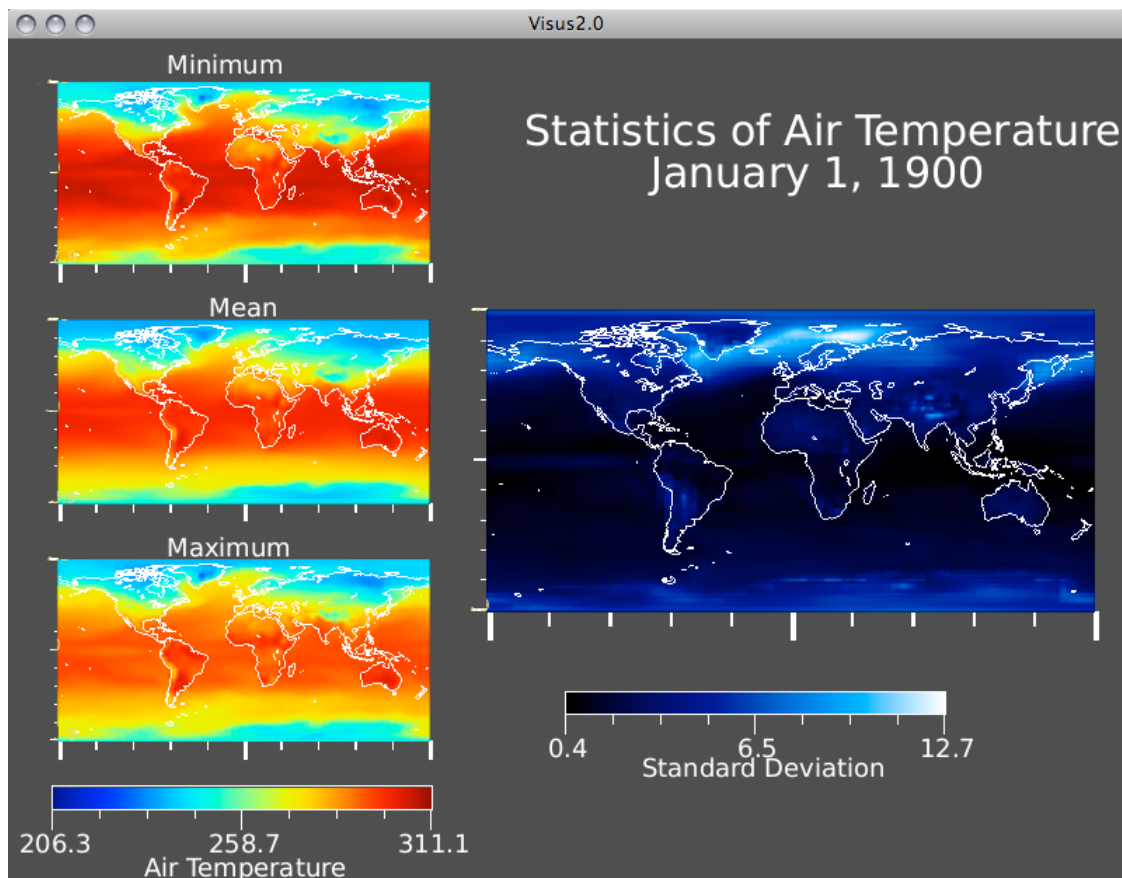 Visus2.0
Minimum
Statistics of Air Temperature
January 1, 1900
Mean
Maximum
0.4 6.5 12.7
Standard Deviation
206.3 258.7 311.1
Air Temperature